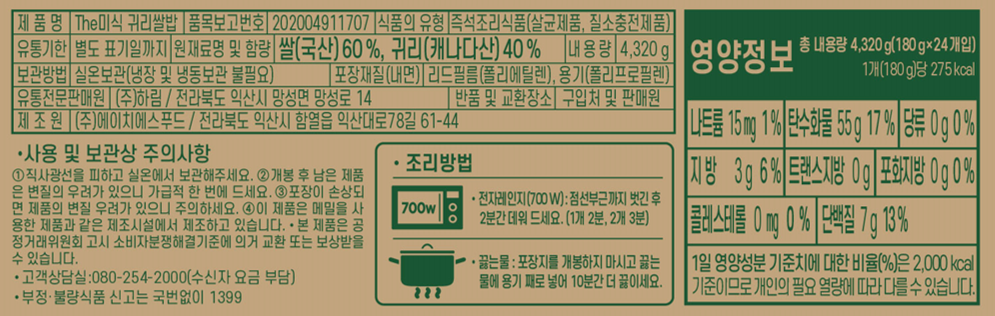 제 품 명 The미식 귀리쌀밥 품목보고번호 202004911707 식품의 유형 즉석조리식품(살균제품, 질소충전제품)
유통기한 별도 표기일까지 원재료명 및 함량 쌀(국산) 60 %, 귀리(캐나다산) 40 % 내 용 량 4,320 g
보관방법 실온보관(냉장 및 냉동보관 불필요) 포장재질(내면) 리드필름(폴리에틸렌), 용기(폴리프로필렌)
유통전문판매원 (주)하림 / 전라북도 익산시 망성면 망성로 14 반품 및 교환장소 구입처 및 판매원
제 조 원 (주)에이치에스푸드 / 전라북도 익산시 함열읍 익산대로78길 61-44
•사용 및 보관상 주의사항
①직사광선을 피하고 실온에서 보관해주세요. ②개봉 후 남은 제품
은 변질의 우려가 있으니 가급적 한 번에 드세요. ③포장이 손상되
면 제품의 변질 우려가 있으니 주의하세요. ④이 제품은 메밀을 사
용한 제품과 같은 제조시설에서 제조하고 있습니다. • 본 제품은 공
정거래위원회 고시 소비자분쟁해결기준에 의거 교환 또는 보상받을
수 있습니다.
• 고객상담실:080-254-2000(수신자 요금 부담)
• 부정·불량식품 신고는 국번없이 1399
• 조리방법
700w
• 전자레인지(700 W) : 점선부근까지 벗긴 후
2분간 데워 드세요. (1개 2분, 2개 3분)
• 끓는물 : 포장지를 개봉하지 마시고 끓는
물에 용기 째로 넣어 10분간 더 끓이세요.
영양정보 총 내용량 4,320 g(180 g×24개입)
1개(180 g)당 275 kcal
나트륨 15 mg 1 % 탄수화물 55 g 17 % 당류 0 g 0 %
지 방 3 g 6 % 트랜스지방 0 g 포화지방 0 g 0 %
콜레스테롤 0 mg 0 % 단백질 7 g 13 %
1일 영양성분 기준치에 대한 비율(%)은 2,000 kcal
기준이므로 개인의 필요 열량에 따라 다를 수 있습니다.